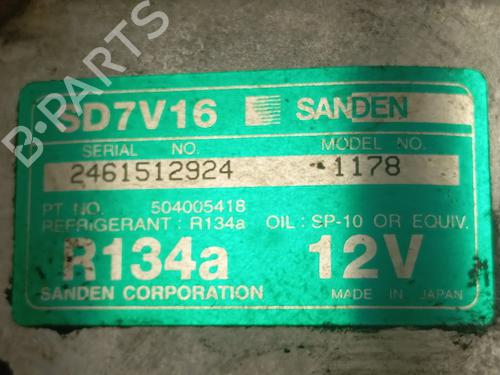 SD7V16 SANDEN
SERIAL NO. MODEL NO.
2461512924 1178
PT NO. 504005418
REFRIGERANT : R134a OIL : SP-10 OR EQUIV.
R134a 12V
SANDEN CORPORATION MADE IN JAPAN
B-PARTS